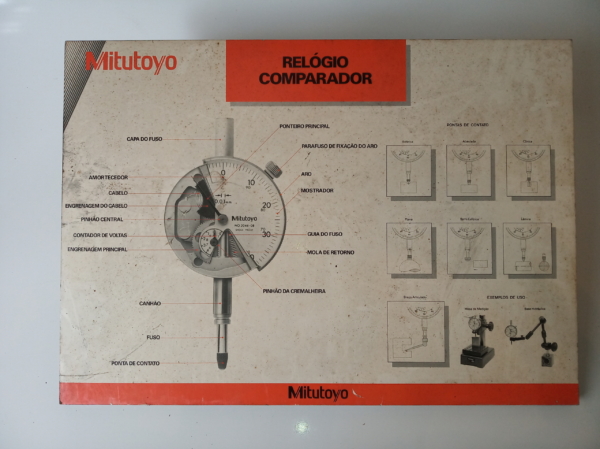 Mitutoyo
RELÓGIO
COMPARADOR
PONTEIRO PRINCIPAL
CAPA DO FUSO
PARAFUSO DE FIXAÇÃO DO ARO
AMORTECEDOR
ARO
CABELO
MOSTRADOR
ENGRENAGEM DO CABELO
PINHÃO CENTRAL
CONTADOR DE VOLTAS
GUIA DO FUSO
ENGRENAGEM PRINCIPAL
MOLA DE RETORNO
PINHÃO DA CREMALHEIRA
CANHÃO
FUSO
PONTA DE CONTATO
0
10
20
30
Mitutoyo
PONTAS DE CONTATO
EXEMPLOS DE USO
Mitutoyo